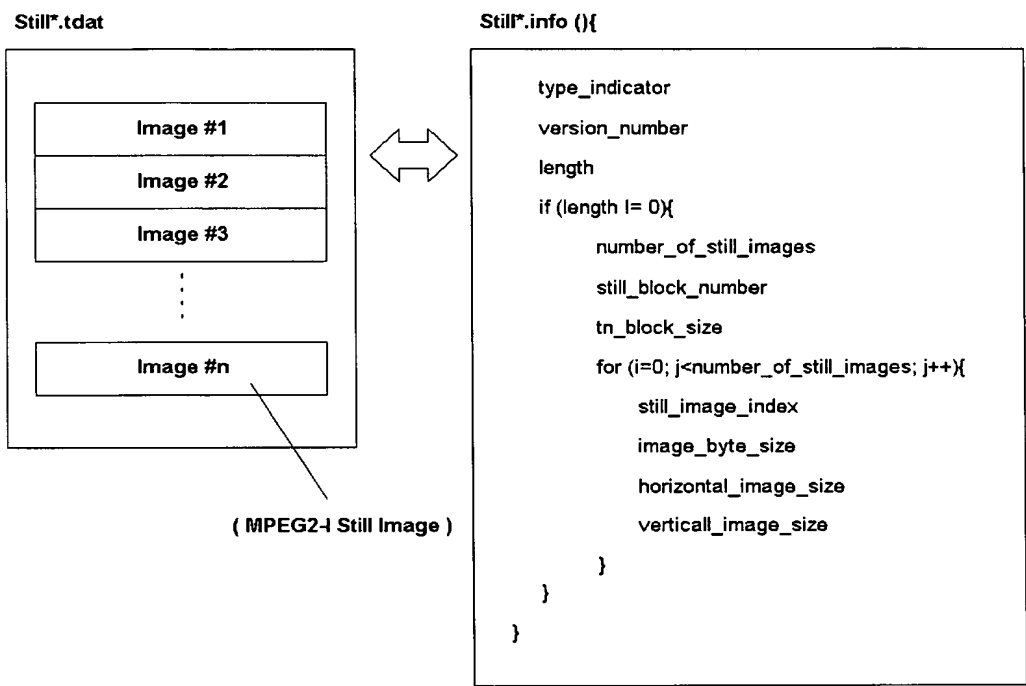 Still*.tdat
Image #1
Image #2
Image #3
Image #n
( MPEG2-I Still Image )
Still*.info (){
type_indicator
version_number
length
if (length != 0){
number_of_still_images
still_block_number
tn_block_size
for (i=0; j<number_of_still_images; j++){
still_image_index
image_byte_size
horizontal_image_size
verticall_image_size
}
}
}